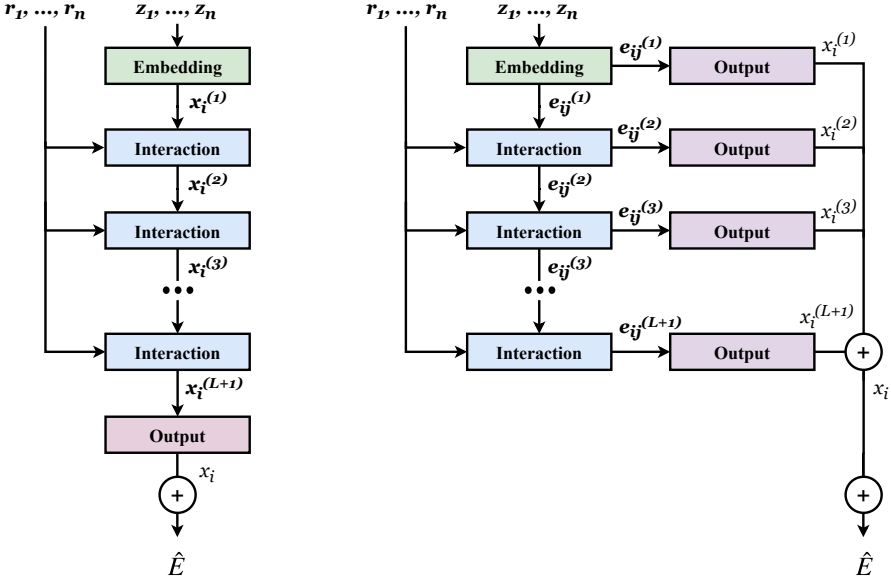 r₁, ..., rₙ z₁, ..., zₙ
Embedding
xᵢ⁽¹⁾
Interaction
xᵢ⁽²⁾
Interaction
xᵢ⁽³⁾
•••
Interaction
xᵢ⁽ᴸ⁺¹⁾
Output
xᵢ
+
Ê
r₁, ..., rₙ z₁, ..., zₙ
Embedding eᵢⱼ⁽¹⁾ Output xᵢ⁽¹⁾
eᵢⱼ⁽¹⁾
Interaction eᵢⱼ⁽²⁾ Output xᵢ⁽²⁾
eᵢⱼ⁽²⁾
Interaction eᵢⱼ⁽³⁾ Output xᵢ⁽³⁾
eᵢⱼ⁽³⁾
•••
Interaction eᵢⱼ⁽ᴸ⁺¹⁾ Output xᵢ⁽ᴸ⁺¹⁾ +
xᵢ
+
Ê